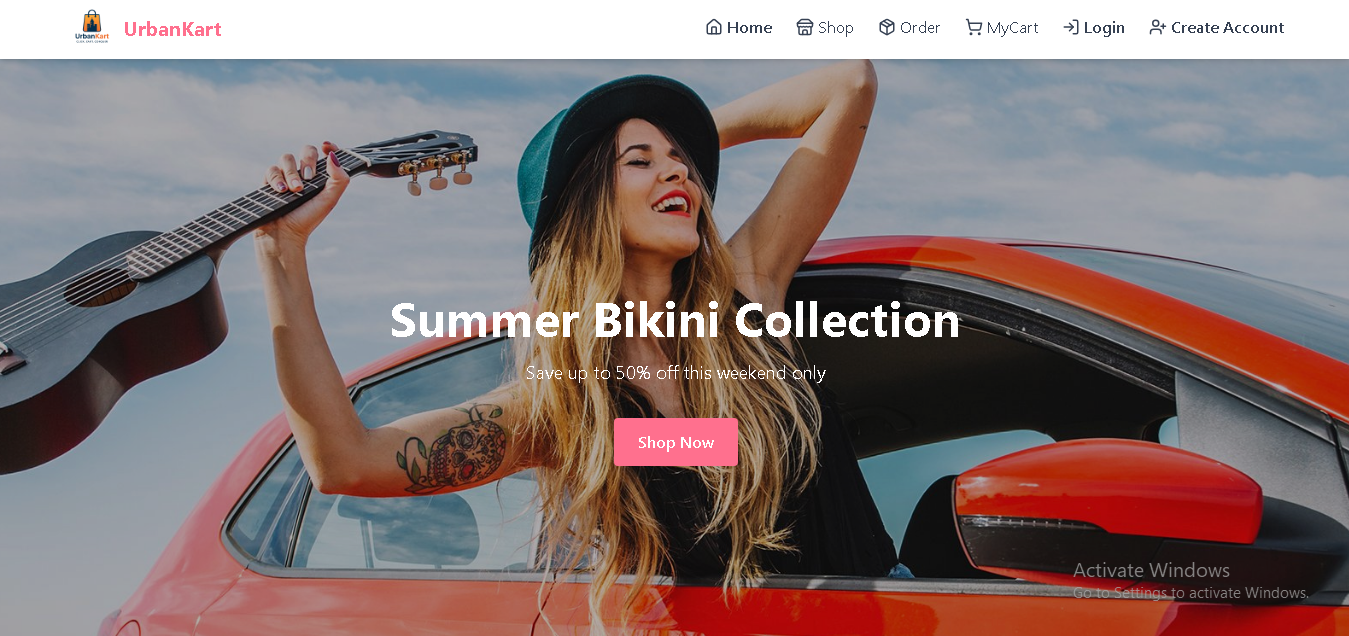 UrbanKart
UrbanKart
Home
Shop
Order
MyCart
Login
Create Account
Summer Bikini Collection
Save up to 50% off this weekend only
Shop Now
Activate Windows
Go to Settings to activate Windows.